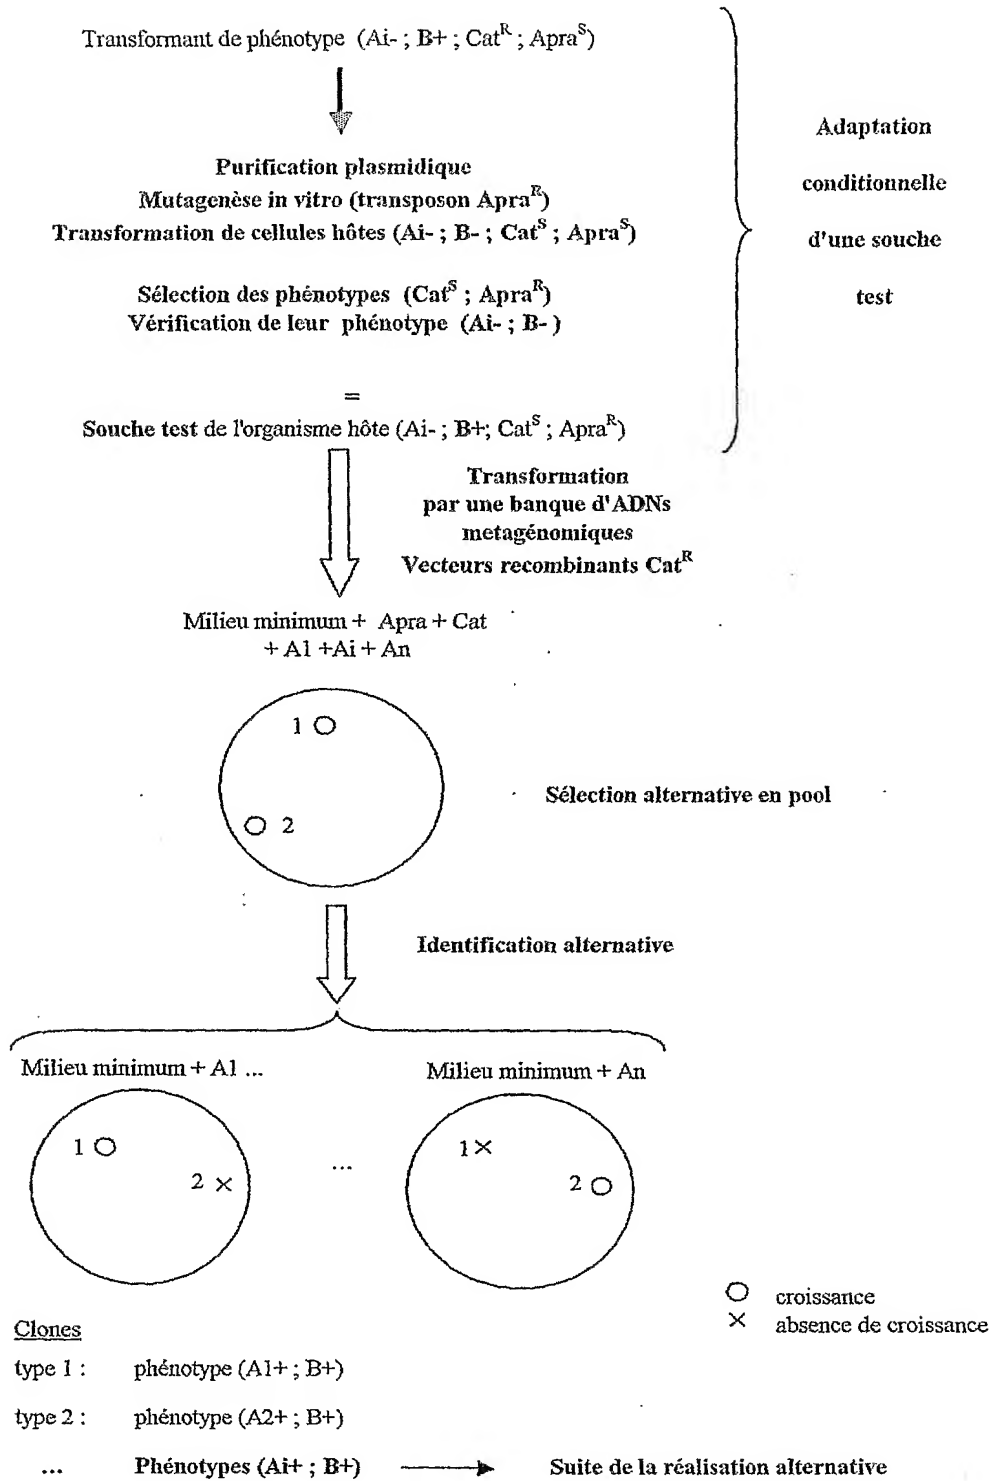 Transformant de phénotype (Ai- ; B+ ; Cat^R ; Apra^S)
Purification plasmidique
Mutagenèse in vitro (transposon Apra^R)
Transformation de cellules hôtes (Ai- ; B- ; Cat^S ; Apra^S)
Sélection des phénotypes (Cat^S ; Apra^R)
Vérification de leur phénotype (Ai- ; B- )
=
Souche test de l'organisme hôte (Ai- ; B+; Cat^S ; Apra^R)
Adaptation
conditionnelle
d'une souche
test
Transformation
par une banque d'ADNs
metagénomiques
Vecteurs recombinants Cat^R
Milieu minimum + Apra + Cat
+ A1 +Ai + An
1
2
Sélection alternative en pool
Identification alternative
Milieu minimum + A1 ...
Milieu minimum + An
1
2 ×
...
1 ×
2
croissance
× absence de croissance
Clones
type 1 : phénotype (A1+ ; B+)
type 2 : phénotype (A2+ ; B+)
... Phénotypes (Ai+ ; B+) Suite de la réalisation alternative